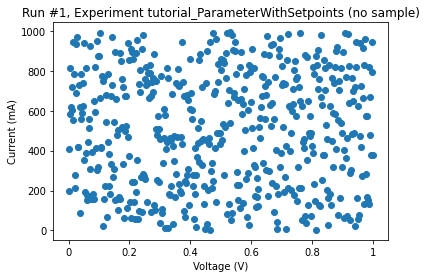 Run #1, Experiment tutorial_ParameterWithSetpoints (no sample)
1000
800
600
400
200
0
Current (mA)
0 0.2 0.4 0.6 0.8 1
Voltage (V)